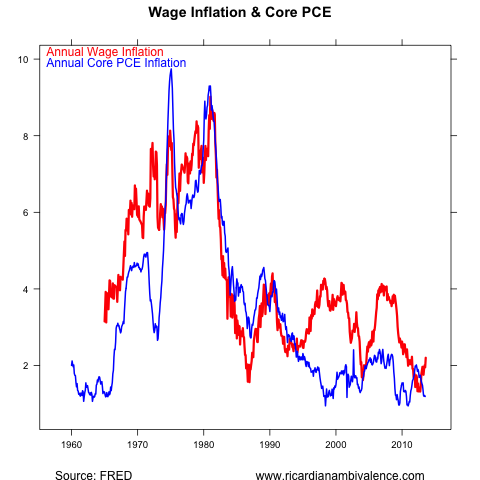 Wage Inflation & Core PCE
Annual Wage Inflation
Annual Core PCE Inflation
10
8
6
4
2
1960 1970 1980 1990 2000 2010
Source: FRED www.ricardianambivalence.com